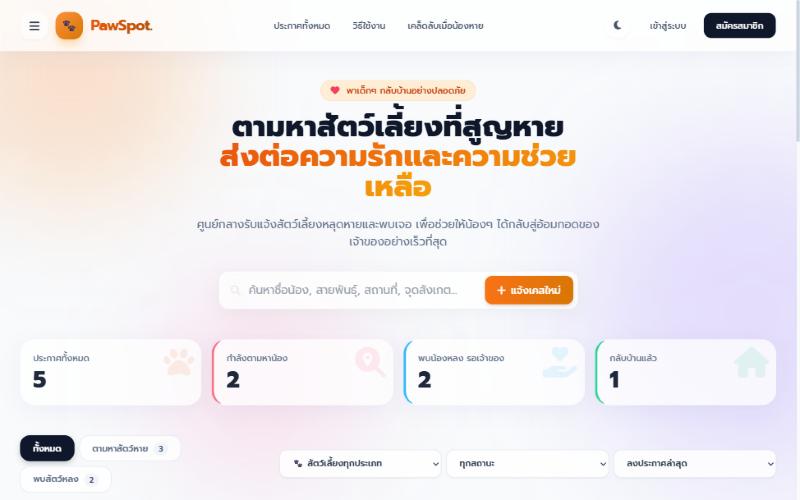 PawSpot.
ประกาศทั้งหมด
วิธีใช้งาน
เคล็ดลับเมื่อน้องหาย
เข้าสู่ระบบ
สมัครสมาชิก
พาเด็กๆ กลับบ้านอย่างปลอดภัย
ตามหาสัตว์เลี้ยงที่สูญหาย
ส่งต่อความรักและความช่วย
เหลือ
ศูนย์กลางรับแจ้งสัตว์เลี้ยงหลุดหายและพบเจอ เพื่อช่วยให้น้องๆ ได้กลับสู่อ้อมกอดของ
เจ้าของอย่างเร็วที่สุด
ค้นหาชื่อน้อง, สายพันธุ์, สถานที่, จุดสังเกต...
แจ้งเคสใหม่
ประกาศทั้งหมด
5
กำลังตามหาน้อง
2
พบน้องหลง รอเจ้าของ
2
กลับบ้านแล้ว
1
ทั้งหมด
ตามหาสัตว์หาย 3
พบสัตว์หลง 2
สัตว์เลี้ยงทุกประเภท
ทุกสถานะ
ลงประกาศล่าสุด